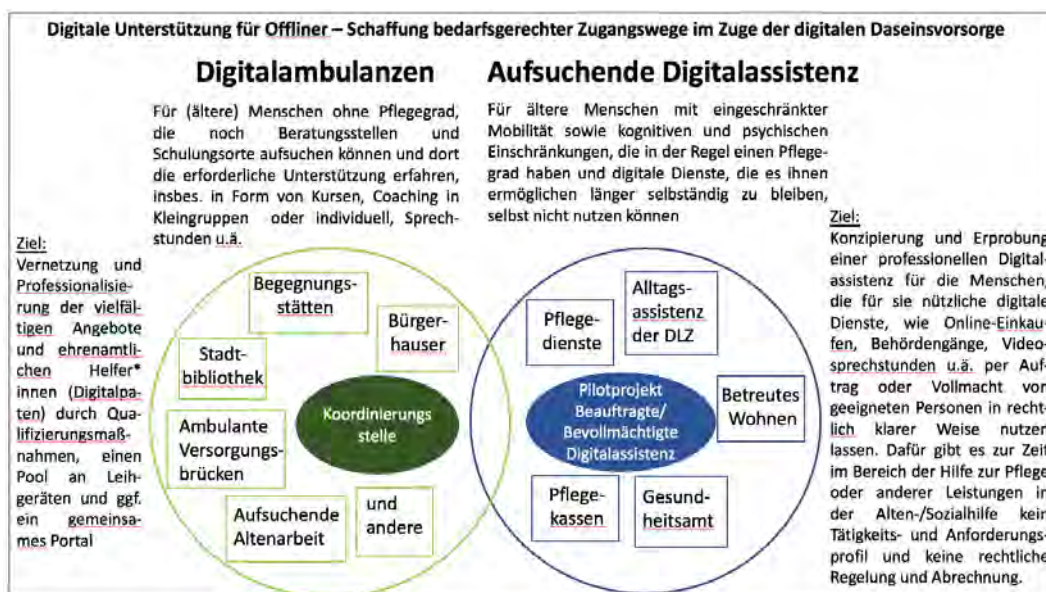 Digitale Unterstützung für Offliner – Schaffung bedarfsgerechter Zugangswege im Zuge der digitalen Daseinsvorsorge
Digitalambulanzen
Für (ältere) Menschen ohne Pflegegrad,
die noch Beratungsstellen und
Schulungsorte aufsuchen können und dort
die erforderliche Unterstützung erfahren,
insbes. in Form von Kursen, Coaching in
Kleingruppen oder individuell, Sprech-
stunden u.ä.
Aufsuchende Digitalassistenz
Für ältere Menschen mit eingeschränkter
Mobilität sowie kognitiven und psychischen
Einschränkungen, die in der Regel einen Pflege-
grad haben und digitale Dienste, die es ihnen
ermöglichen länger selbständig zu bleiben,
selbst nicht nutzen können
Ziel:
Vernetzung und
Professionalisie-
rung der vielfäl-
tigen Angebote
und ehrenamtli-
chen Helfer*
innen (Digitalpa-
ten) durch Qua-
lifizierungsmaß-
nahmen, einen
Pool an Leih-
geräten und ggf.
ein gemeinsa-
mes Portal
Begegnungs-
stätten
Bürger-
hauser
Stadt-
bibliothek
Koordinierungs
stelle
Ambulante
Versorgungs-
brücken
Aufsuchende
Altenarbeit
und
andere
Pflege-
dienste
Alltags-
assistenz
der DLZ
Pilotprojekt
Beauftragte/
Bevollmächtigte
Digitalassistenz
Betreutes
Wohnen
Pflege-
kassen
Gesund-
heitsamt
Ziel:
Konzipierung und Erprobung
einer professionellen Digital-
assistenz für die Menschen,
die für sie nützliche digitale
Dienste, wie Online-Einkau-
fen, Behördengänge, Video-
sprechstunden u.ä. per Auf-
trag oder Vollmacht von
geeigneten Personen in recht-
lich klarer Weise nutzen
lassen. Dafür gibt es zur Zeit
im Bereich der Hilfe zur Pflege
oder anderer Leistungen in
der Alten-/Sozialhilfe kein
Tätigkeits- und Anforderungs-
profil und keine rechtliche
Regelung und Abrechnung.